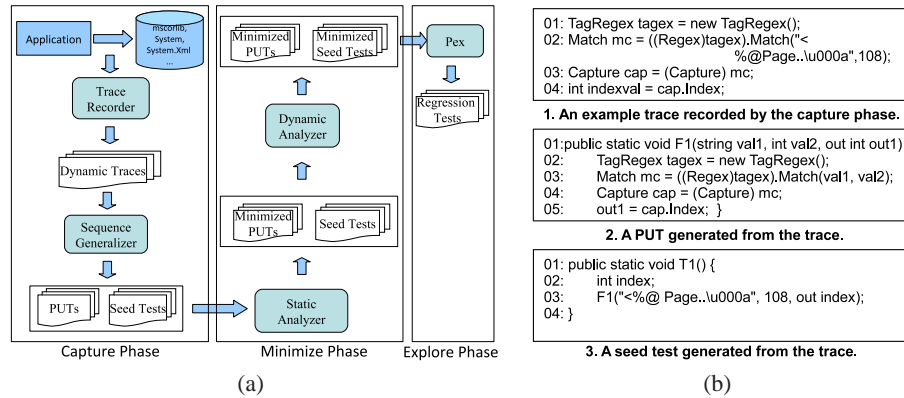 Application
mscorlib,
System,
System.Xml
...
Trace
Recorder
Dynamic Traces
Sequence
Generalizer
PUTs
Seed Tests
Capture Phase
Minimized
PUTs
Minimized
Seed Tests
Dynamic
Analyzer
Minimized
PUTs
Seed Tests
Static
Analyzer
Minimize Phase
Pex
Regression
Tests
Explore Phase
(a)
01: TagRegex tagex = new TagRegex();
02: Match mc = ((Regex)tagex).Match("<
%@Page..\u000a",108);
03: Capture cap = (Capture) mc;
04: int indexval = cap.Index;
1. An example trace recorded by the capture phase.
01:public static void F1(string val1, int val2, out int out1)
02: TagRegex tagex = new TagRegex();
03: Match mc = ((Regex)tagex).Match(val1, val2);
04: Capture cap = (Capture) mc;
05: out1 = cap.Index; }
2. A PUT generated from the trace.
01: public static void T1() {
02: int index;
03: F1("<%@ Page..\u000a", 108, out index);
04: }
3. A seed test generated from the trace.
(b)